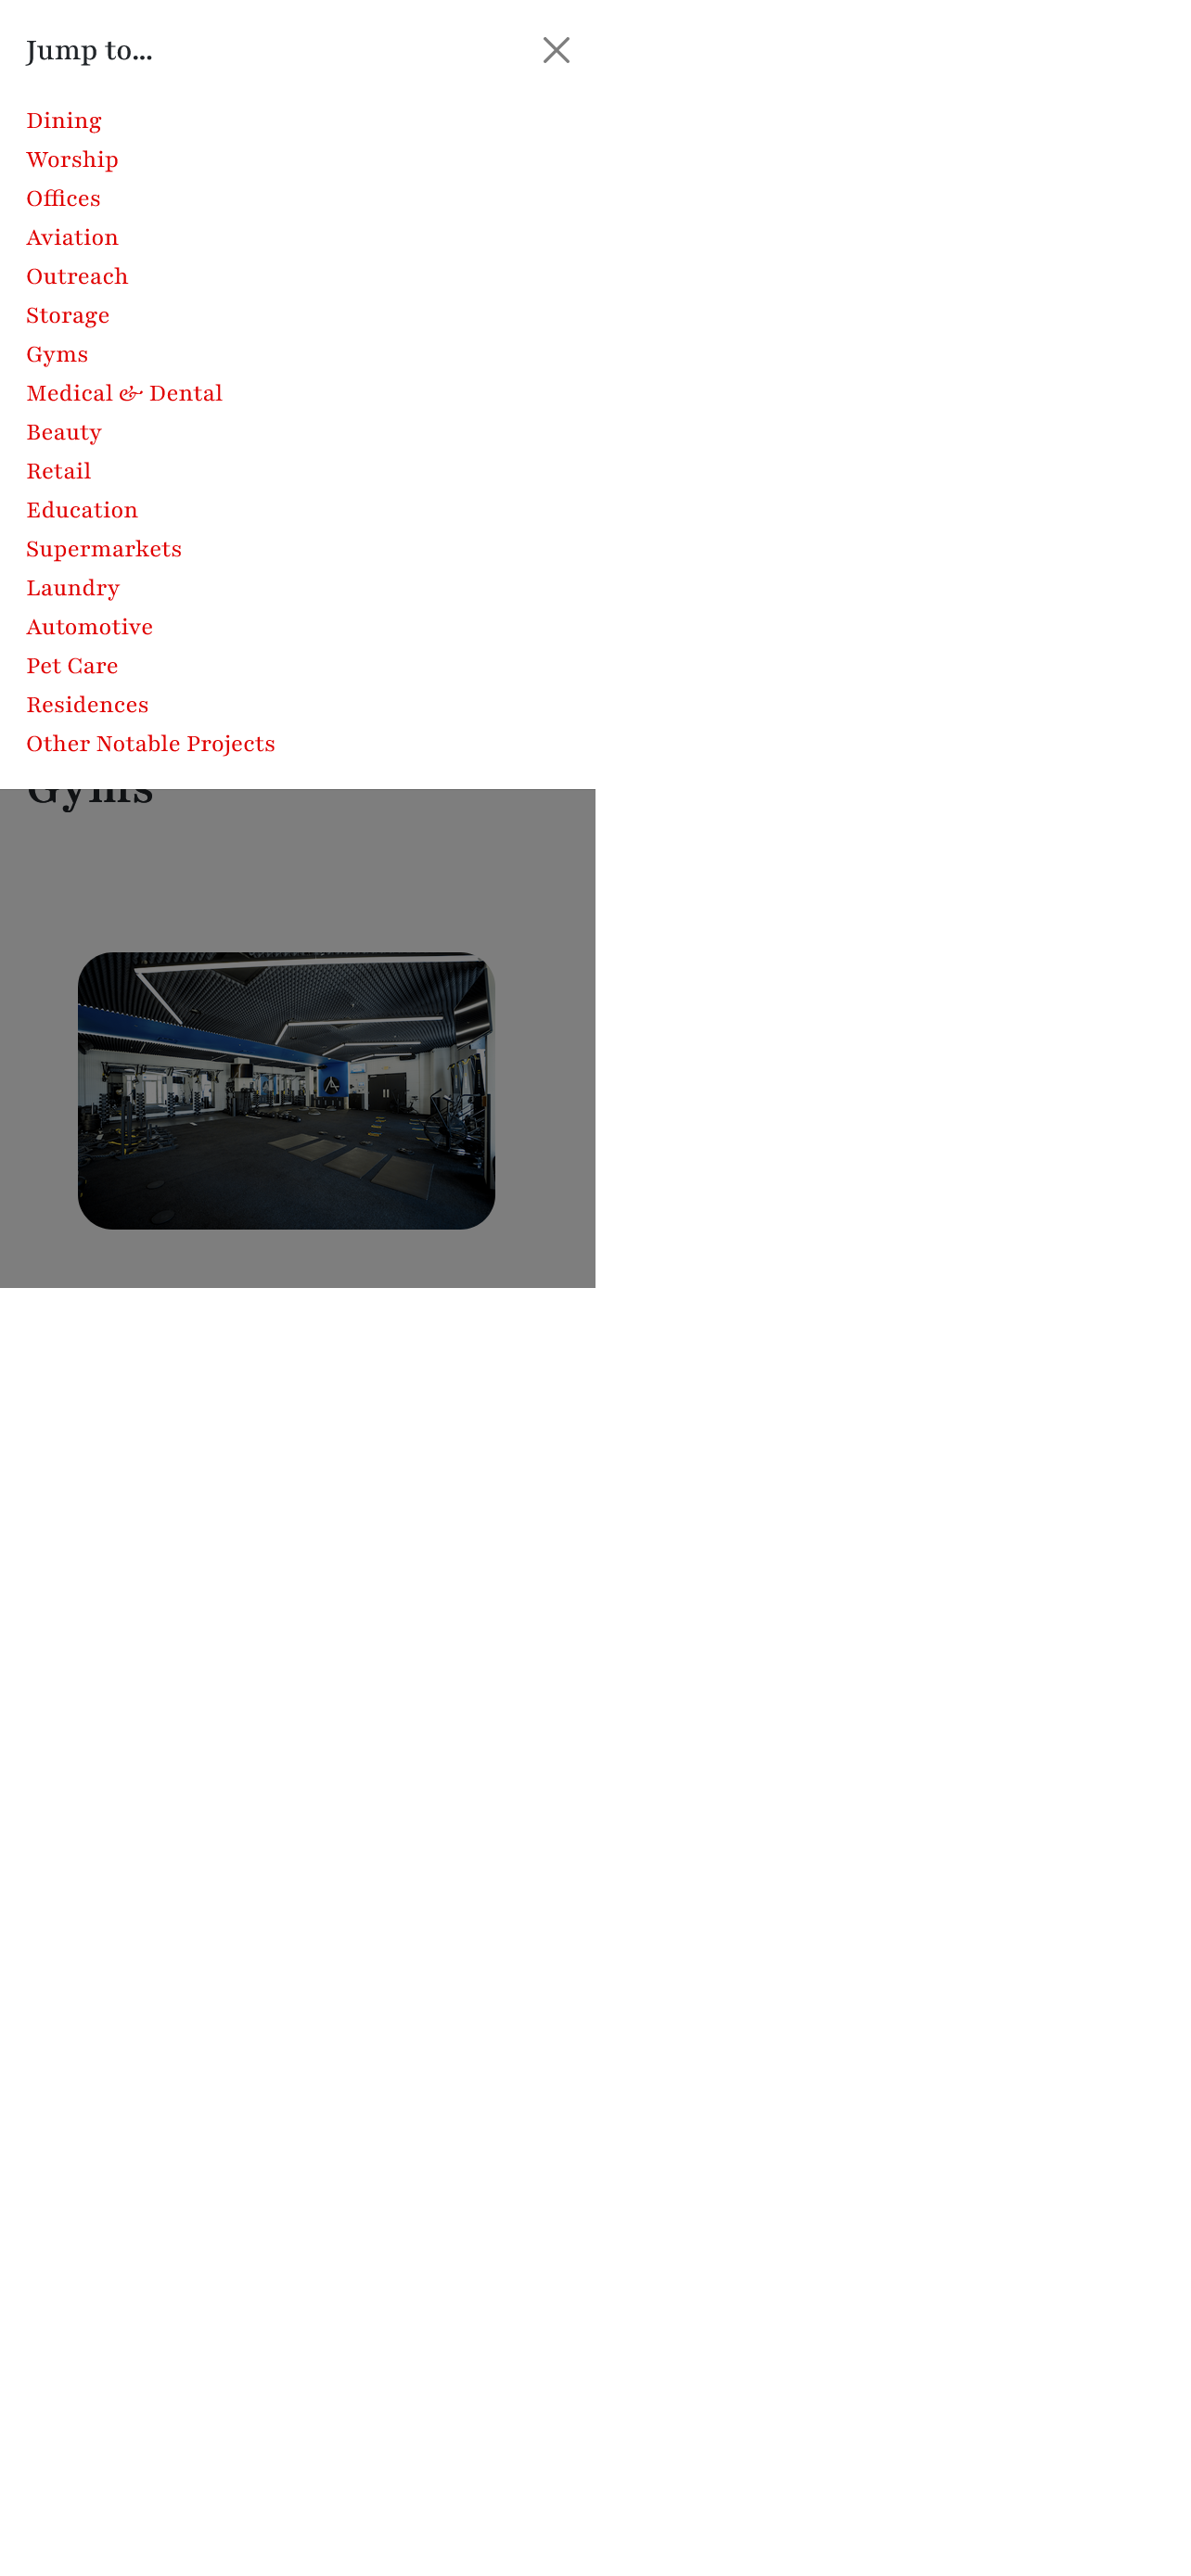 Jump to...
Dining
Worship
Offices
Aviation
Outreach
Storage
Gyms
Medical & Dental
Beauty
Retail
Education
Supermarkets
Laundry
Automotive
Pet Care
Residences
Other Notable Projects
Gyms